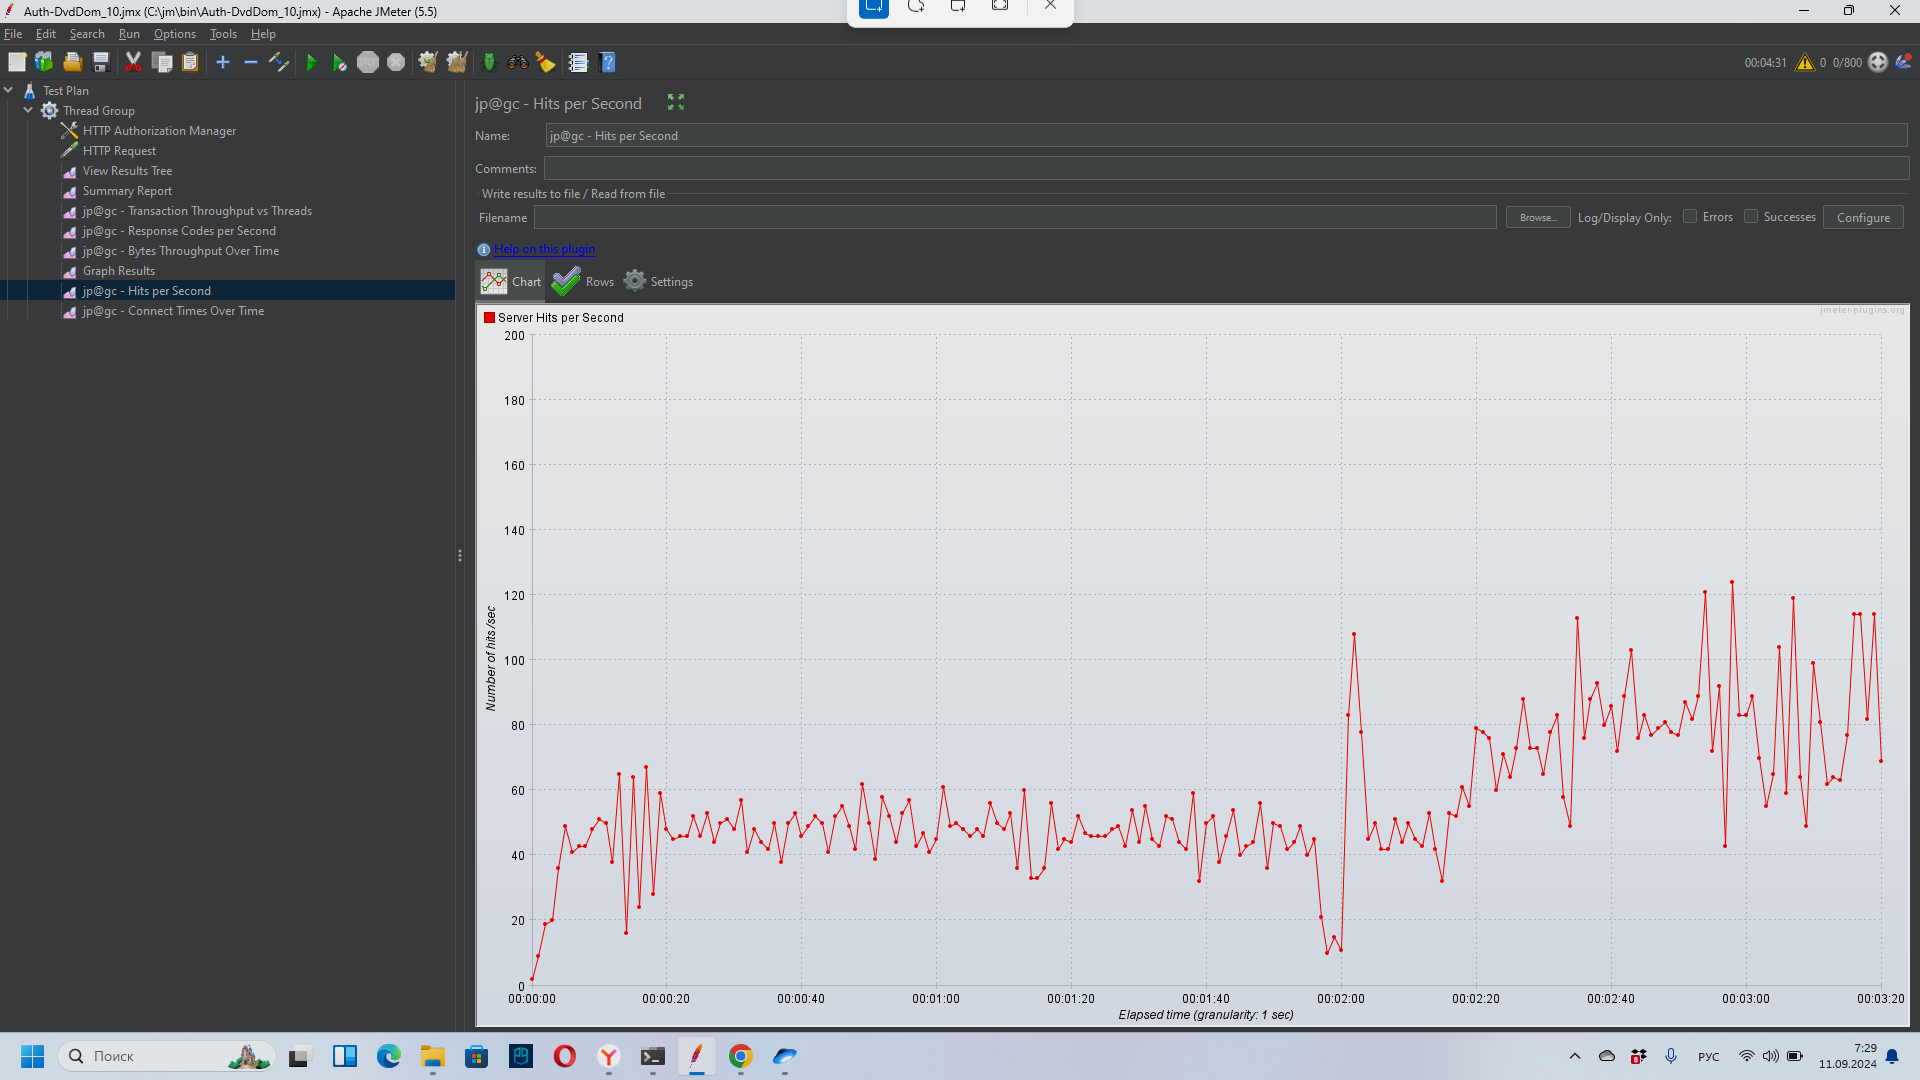 Auth-DvdDom_10.jmx (C:\jm\bin\Auth-DvdDom_10.jmx) - Apache JMeter (5.5)
File Edit Search Run Options Tools Help
STOP
00:04:31 0 0/800
Test Plan
Thread Group
HTTP Authorization Manager
HTTP Request
View Results Tree
Summary Report
jp@gc - Transaction Throughput vs Threads
jp@gc - Response Codes per Second
jp@gc - Bytes Throughput Over Time
Graph Results
jp@gc - Hits per Second
jp@gc - Connect Times Over Time
jp@gc - Hits per Second
Name: jp@gc - Hits per Second
Comments:
Write results to file / Read from file
Filename Browse... Log/Display Only: Errors Successes Configure
Help on this plugin
Chart Rows Settings
jmeter-plugins.org
Server Hits per Second
200
180
160
140
120
100
80
60
40
20
0
Number of hits /sec
00:00:00 00:00:20 00:00:40 00:01:00 00:01:20 00:01:40 00:02:00 00:02:20 00:02:40 00:03:00 00:03:20
Elapsed time (granularity: 1 sec)
Поиск
8
РУС
7:29
11.09.2024